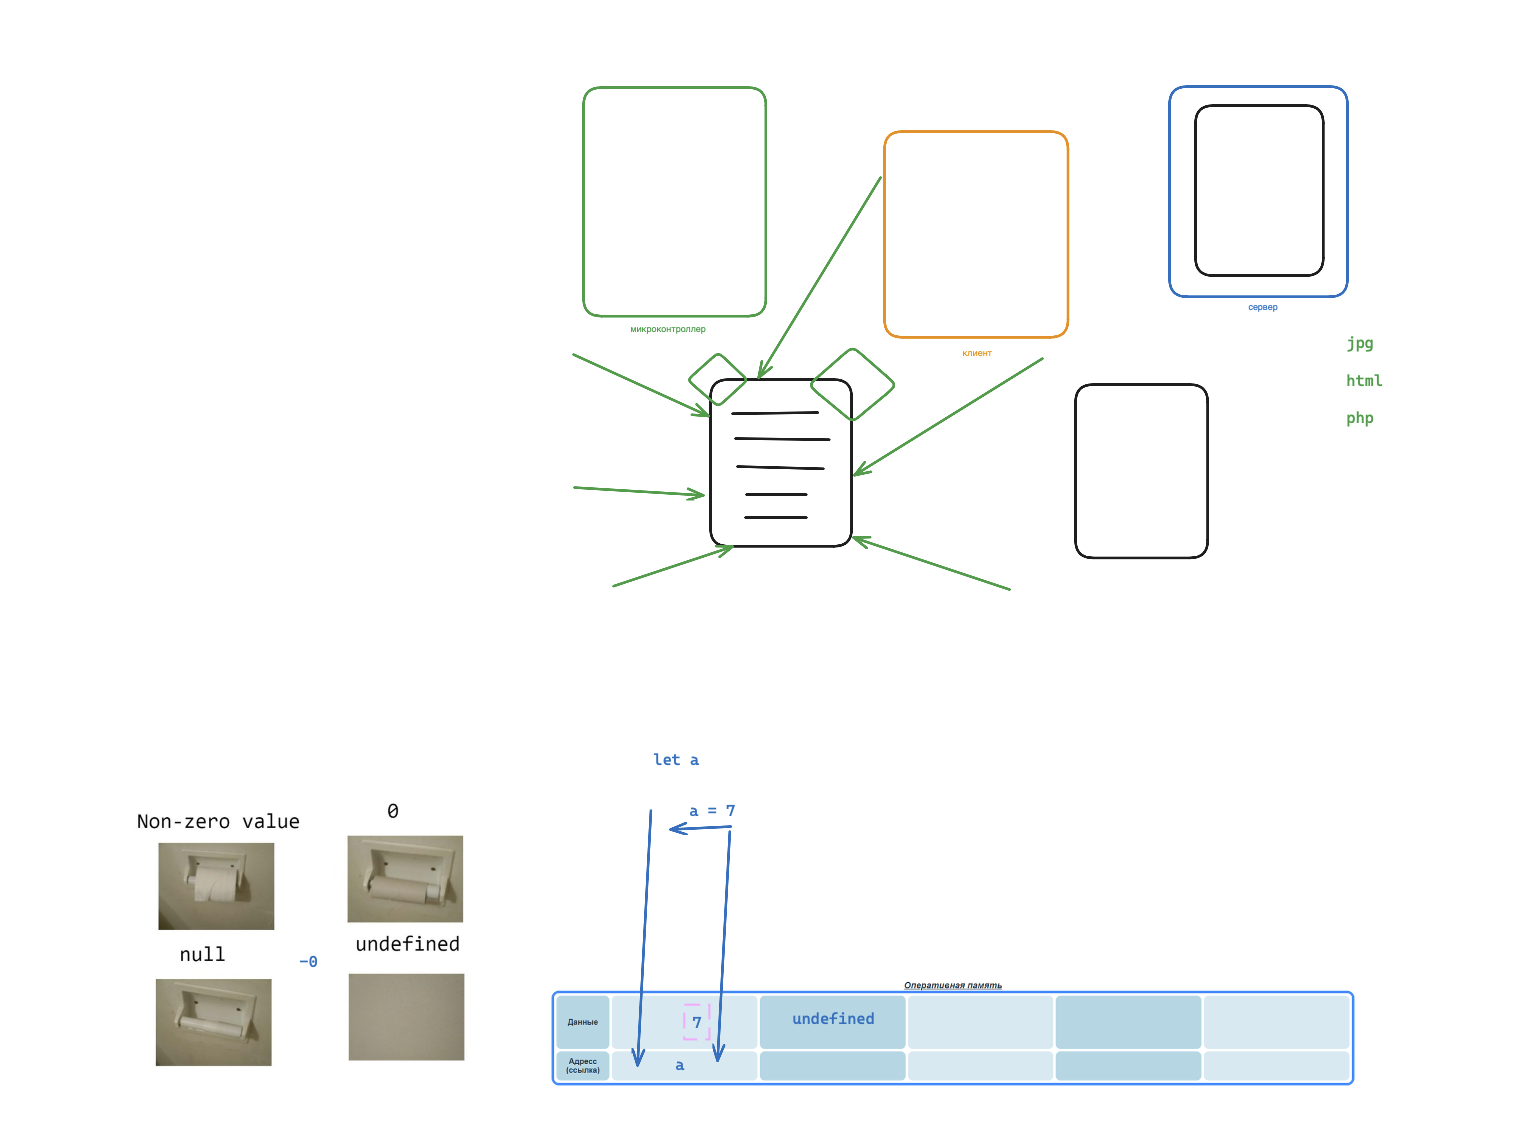 микроконтроллер
клиент
сервер
jpg
html
php
let a
a = 7
Non-zero value
0
null
-0
undefined
Оперативная память
Данные
7
undefined
Адресс
(ссылка)
a